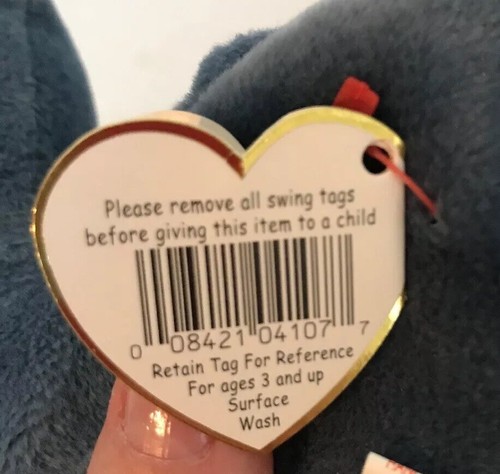 Please remove all swing tags
before giving this item to a child
0 08421 04107 7
Retain Tag For Reference
For ages 3 and up
Surface
Wash